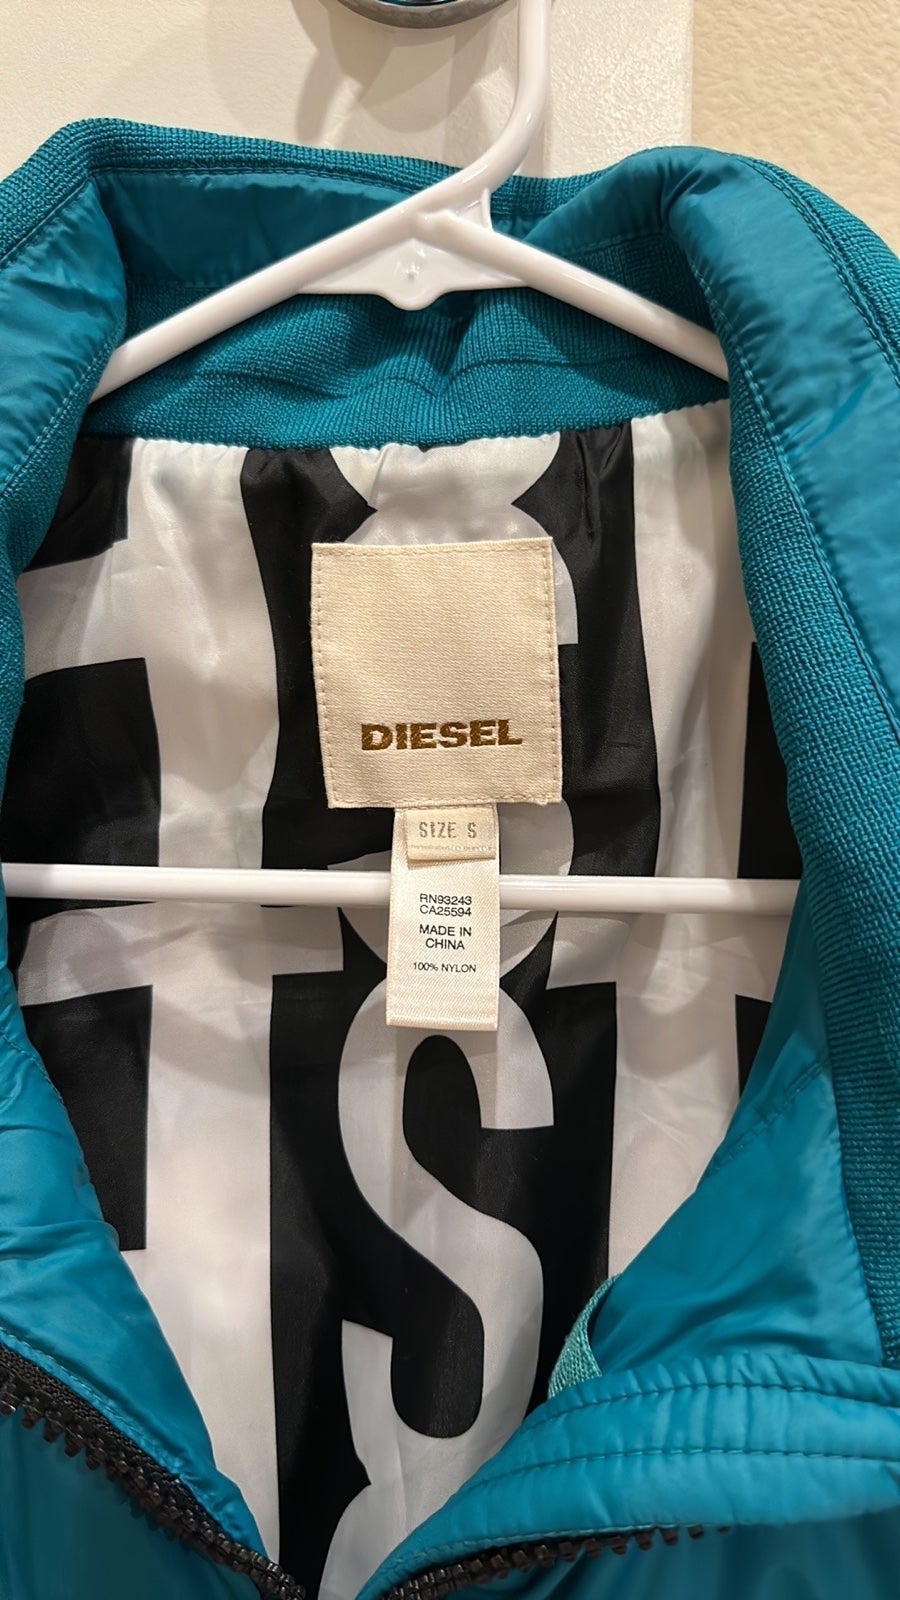 DIESEL
SIZE S
RN93243
CA25594
MADE IN
CHINA
100% NYLON
S